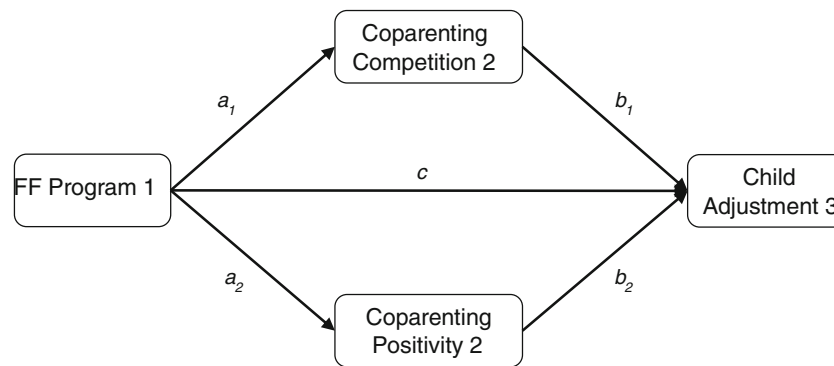 Coparenting
Competition 2
a1
b1
FF Program 1
c
Child
Adjustment 3
a2
b2
Coparenting
Positivity 2